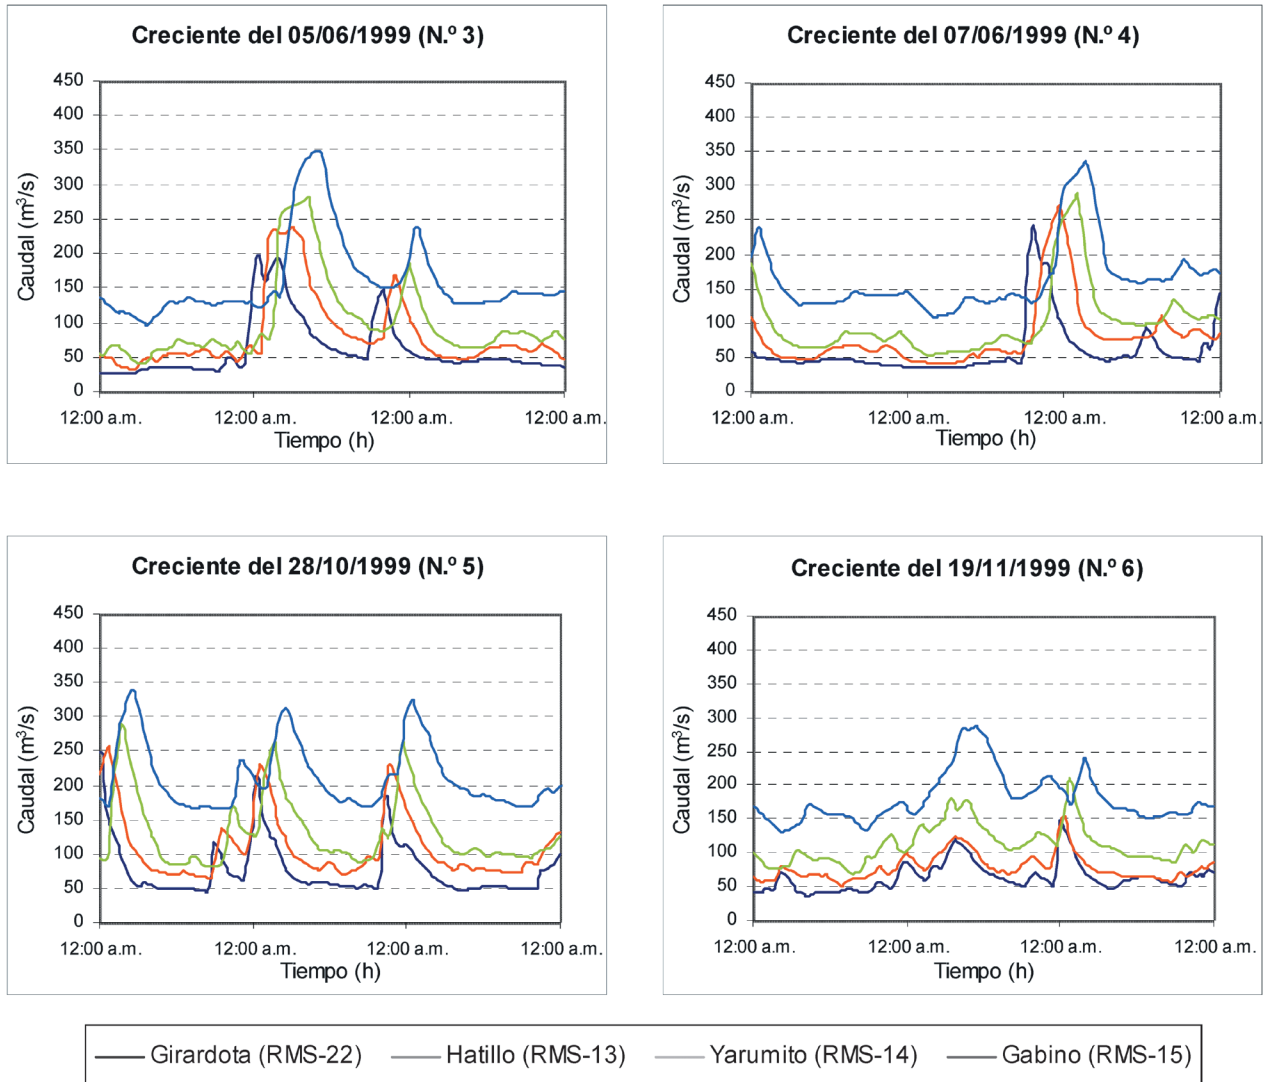 Creciente del 05/06/1999 (N.º 3)
450
400
350
300
250
200
150
100
50
0
Caudal (m³/s)
12:00 a.m. 12:00 a.m. 12:00 a.m. 12:00 a.m.
Tiempo (h)
Creciente del 07/06/1999 (N.º 4)
450
400
350
300
250
200
150
100
50
0
Caudal (m³/s)
12:00 a.m. 12:00 a.m. 12:00 a.m. 12:00 a.m.
Tiempo (h)
Creciente del 28/10/1999 (N.º 5)
450
400
350
300
250
200
150
100
50
0
Caudal (m³/s)
12:00 a.m. 12:00 a.m. 12:00 a.m. 12:00 a.m.
Tiempo (h)
Creciente del 19/11/1999 (N.º 6)
450
400
350
300
250
200
150
100
50
0
Caudal (m³/s)
12:00 a.m. 12:00 a.m. 12:00 a.m. 12:00 a.m.
Tiempo (h)
Girardota (RMS-22) Hatillo (RMS-13) Yarumito (RMS-14) Gabino (RMS-15)